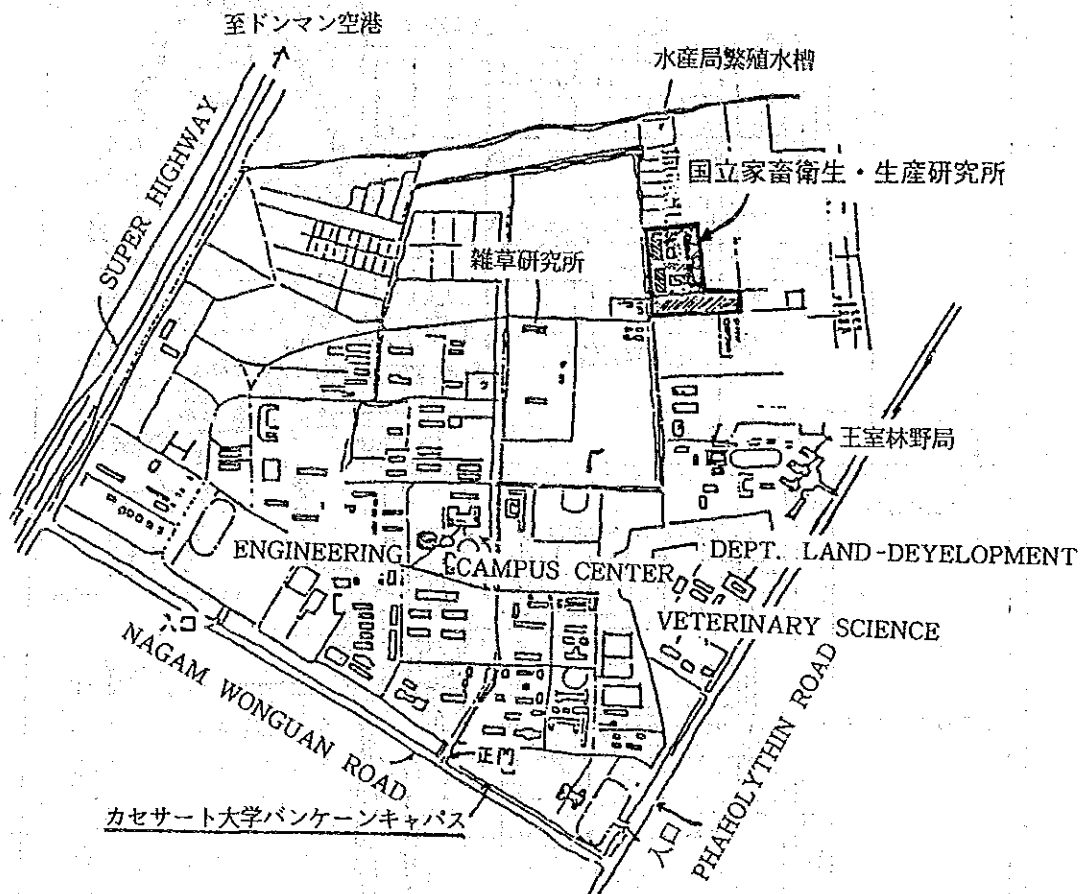 至ドンマン空港
水産局繁殖水槽
SUPER HIGHWAY
国立家畜衛生・生産研究所
雑草研究所
王室林野局
ENGINEERING
CAMPUS CENTER
DEPT. LAND-DEYELOPMENT
VETERINARY SCIENCE
NAGAM WONGUAN ROAD
正門
カセサート大学バンケーンキャパス
入口
PHAHOLYTHIN ROAD